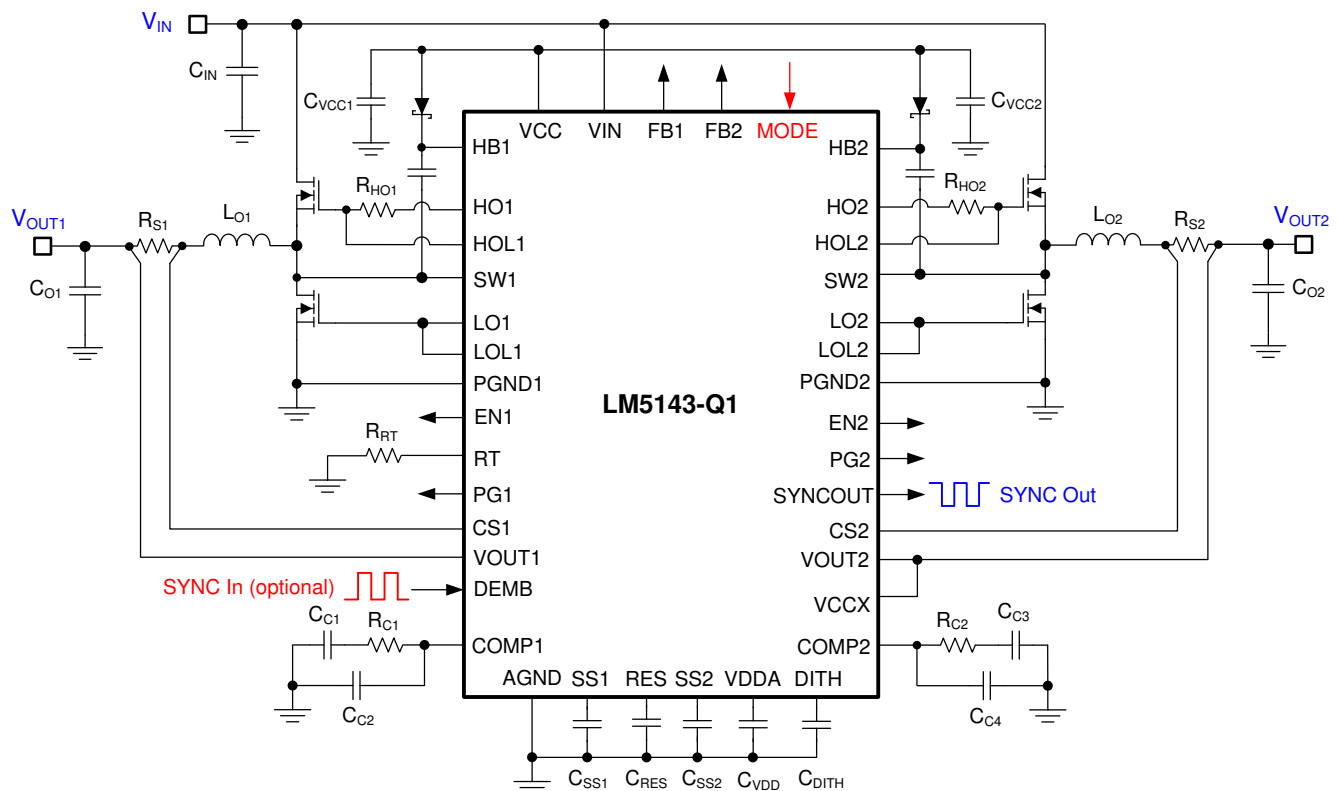 VIN
CIN
CVCC1
CVCC2
VCC VIN FB1 FB2 MODE
HB1
HB2
RHO1
RHO2
HO1
HO2
VOUT1
RS1
LO1
LO2
RS2
VOUT2
HOL1
HOL2
SW1
SW2
CO1
CO2
LO1
LO2
LOL1
LOL2
PGND1
PGND2
LM5143-Q1
EN1
EN2
RRT
RT
PG2
PG1
SYNCOUT
SYNC Out
CS1
CS2
VOUT1
VOUT2
SYNC In (optional)
DEMB
VCCX
CC1
RC1
RC2
CC3
COMP1
COMP2
CC2
CC4
AGND SS1 RES SS2 VDDA DITH
CSS1 CRES CSS2 CVDD CDITH